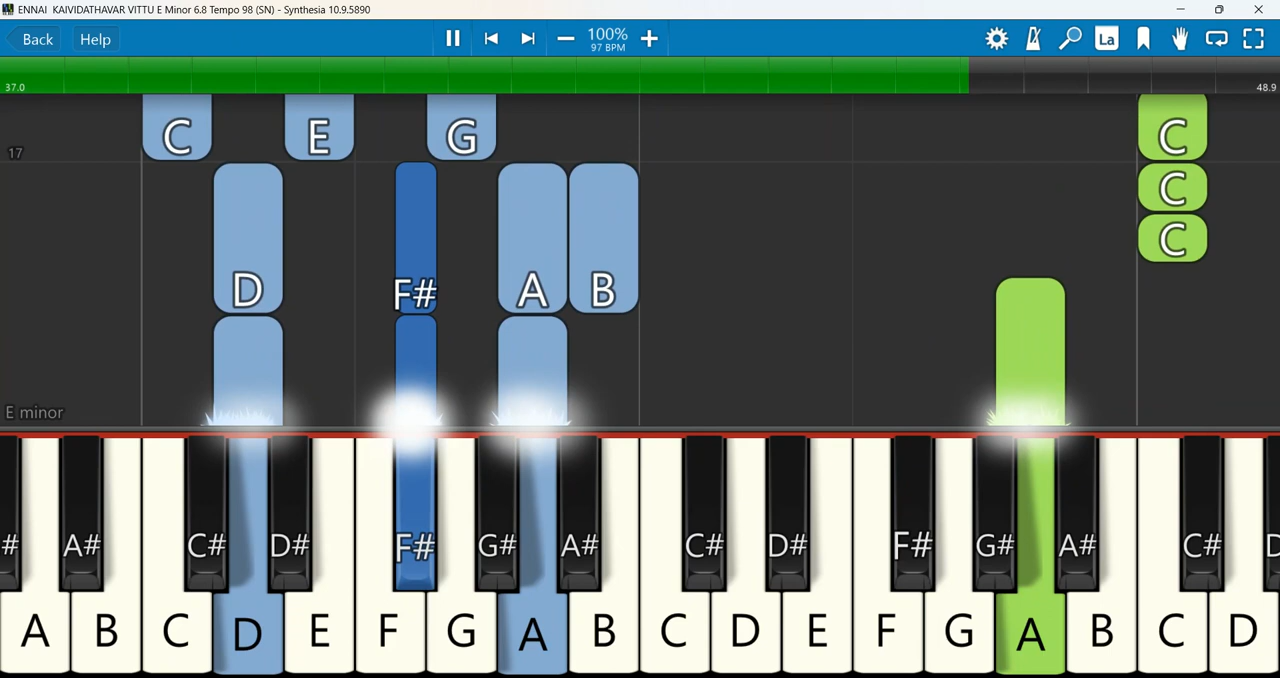 ENNAI  KAIVIDATHAVAR VITTU E Minor 6.8 Tempo 98 (SN) - Synthesia 10.9.5890
Back Help 100% La
97 BPM
37.0 48.9
C E G C
17
C
C
D F# A B
E minor
# A# C# D# F# G# A# C# D# F# G# A# C# D
A B C D E F G A B C D E F G A B C D